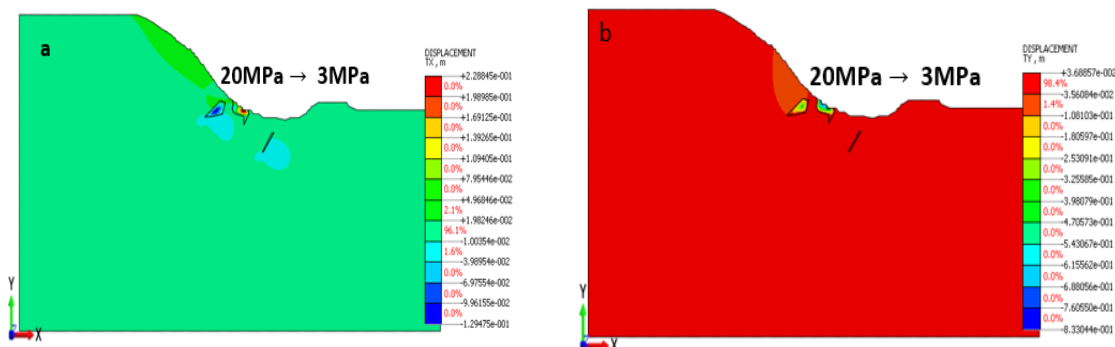 a
20MPa → 3MPa
DISPLACEMENT
TX, m
+2.28845e-001
0.0%
+1.98985e-001
0.0%
+1.69125e-001
0.0%
+1.39265e-001
0.0%
+1.09405e-001
0.0%
+7.95446e-002
0.0%
+4.96846e-002
2.1%
+1.98246e-002
96.1%
-1.00354e-002
1.6%
-3.98954e-002
0.0%
-6.97554e-002
0.0%
-9.96155e-002
0.0%
-1.29475e-001
Y
X
b
20MPa → 3MPa
DISPLACEMENT
TY, m
+3.68857e-002
98.4%
-3.56084e-002
1.4%
-1.08103e-001
0.0%
-1.80597e-001
0.0%
-2.53091e-001
0.0%
-3.25585e-001
0.0%
-3.98079e-001
0.0%
-4.70573e-001
0.0%
-5.43067e-001
0.0%
-6.15562e-001
0.0%
-6.88056e-001
0.0%
-7.60550e-001
0.0%
-8.33044e-001
Y
X